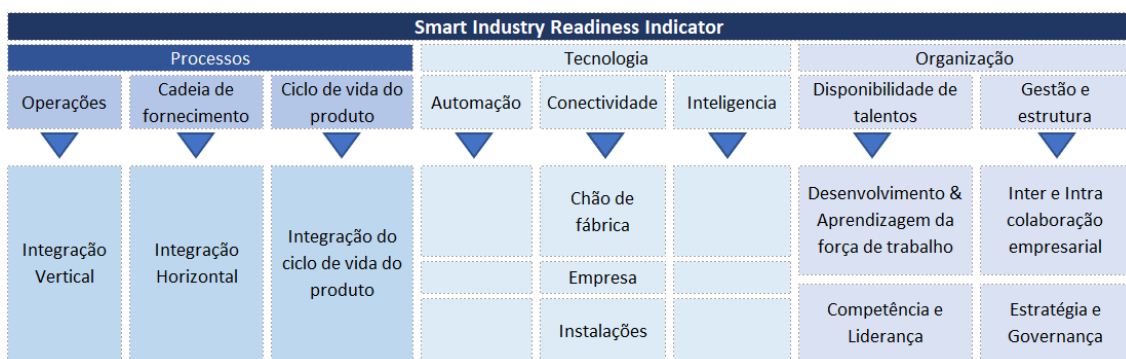 Smart Industry Readiness Indicator
Processos
Tecnologia
Organização
Operações
Cadeia de
fornecimento
Ciclo de vida do
produto
Automação
Conectividade
Inteligencia
Disponibilidade de
talentos
Gestão e
estrutura
Integração
Vertical
Integração
Horizontal
Integração do
ciclo de vida do
produto
Chão de
fábrica
Empresa
Instalações
Desenvolvimento &
Aprendizagem da
força de trabalho
Competência e
Liderança
Inter e Intra
colaboração
empresarial
Estratégia e
Governança